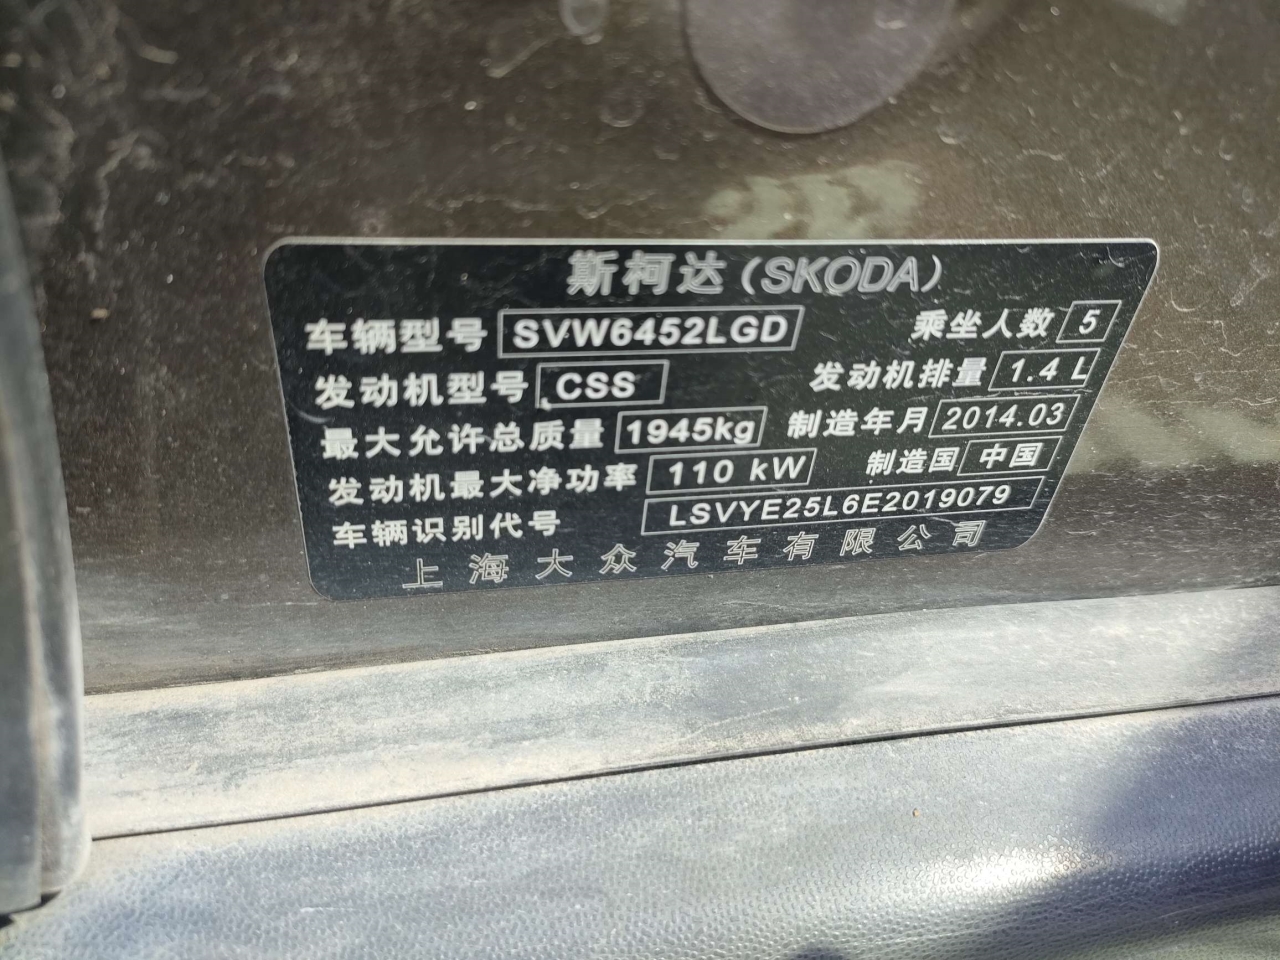 斯柯达(SKODA)
车辆型号 SVW6452LGD 乘坐人数 5
发动机型号 CSS 发动机排量 1.4 L
最大允许总质量 1945kg 制造年月 2014.03
发动机最大净功率 110 kW 制造国 中国
车辆识别代号 LSVYE25L6E2019079
上海大众汽车有限公司